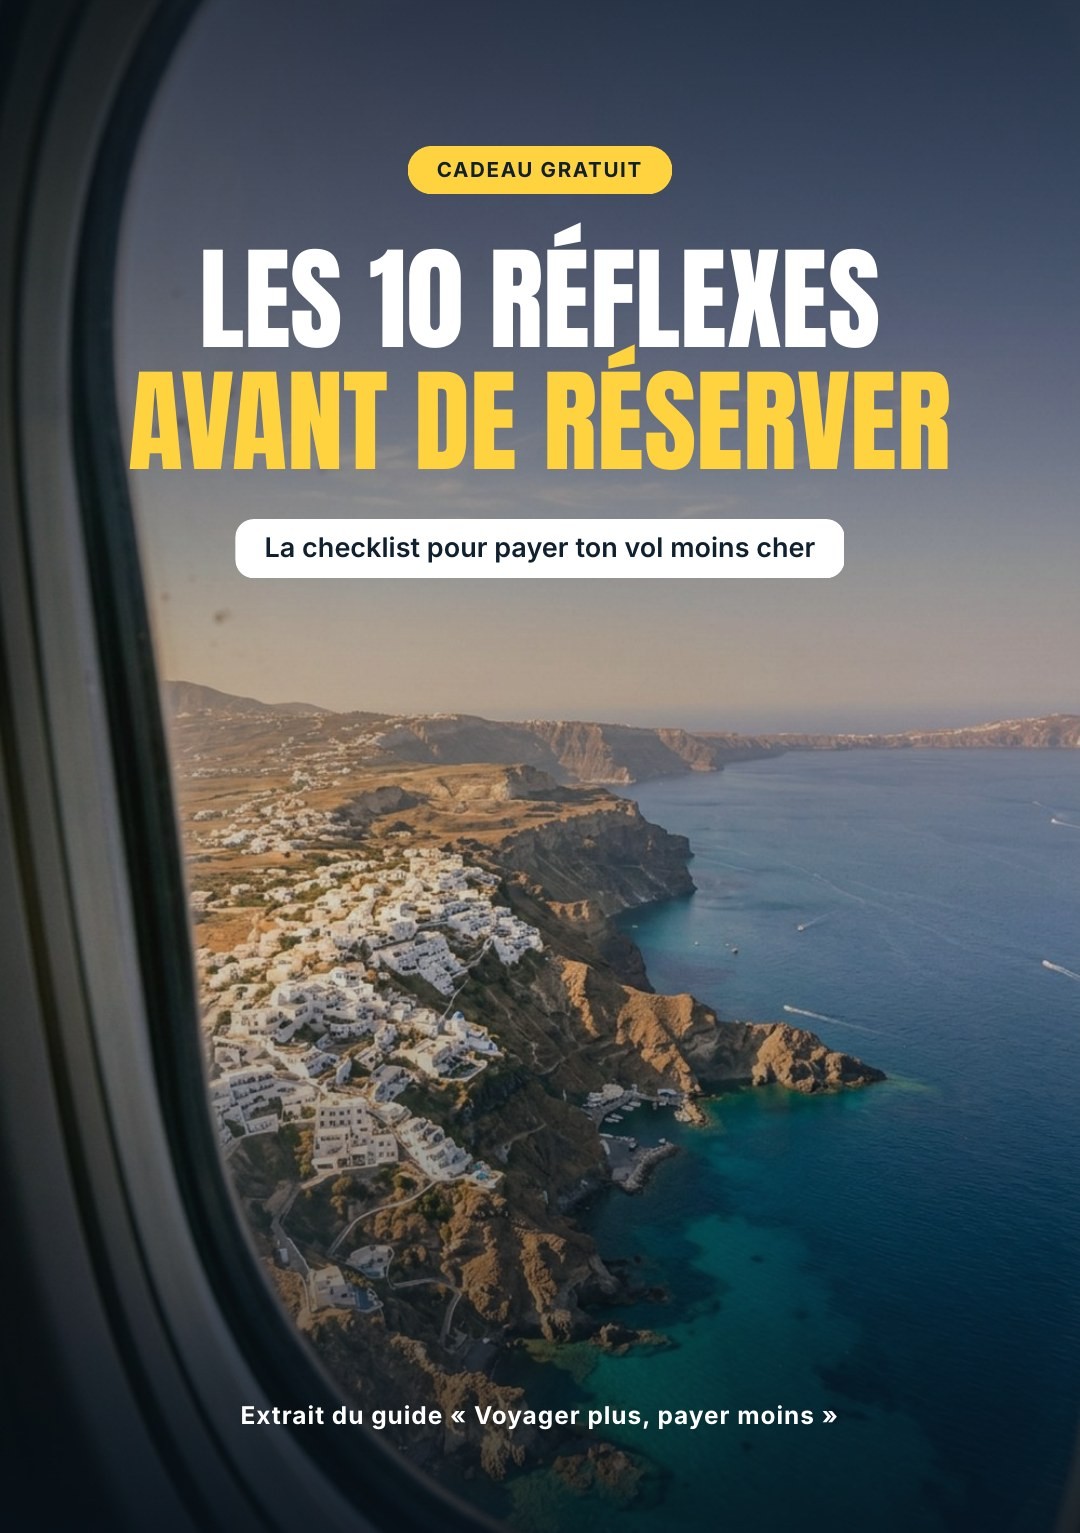 CADEAU GRATUIT
LES 10 RÉFLEXES
AVANT DE RÉSERVER
La checklist pour payer ton vol moins cher
Extrait du guide « Voyager plus, payer moins »